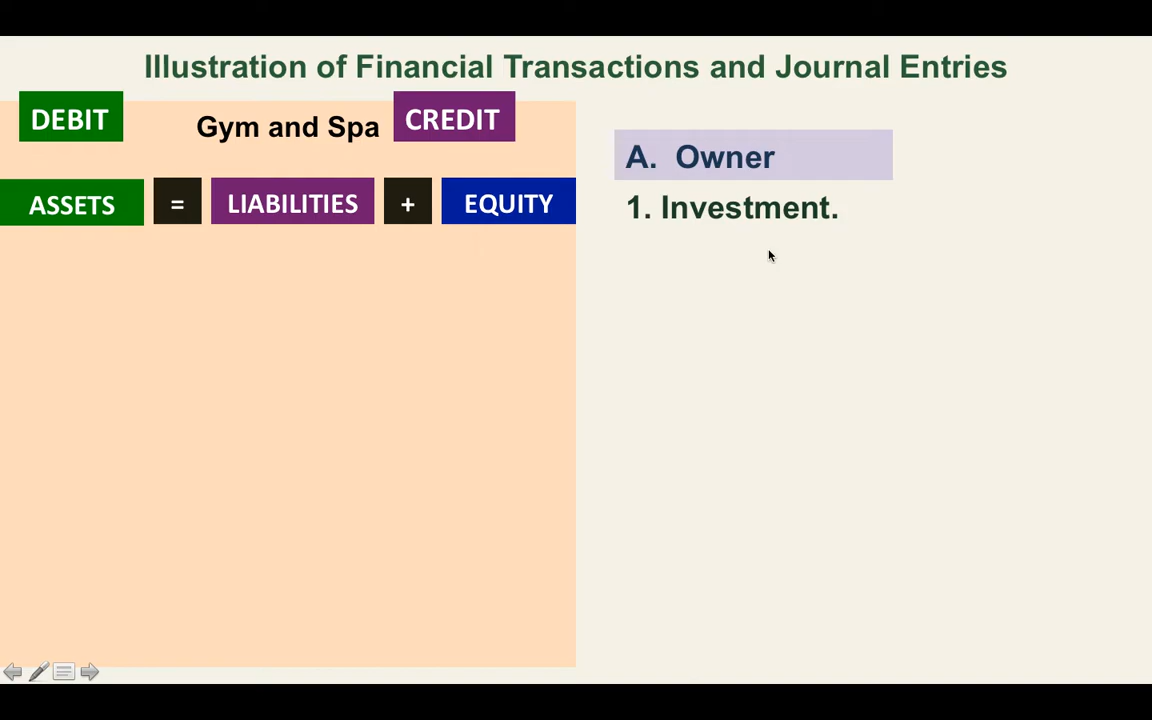 Illustration of Financial Transactions and Journal Entries
DEBIT
Gym and Spa
CREDIT
ASSETS = LIABILITIES + EQUITY
A. Owner
1. Investment.